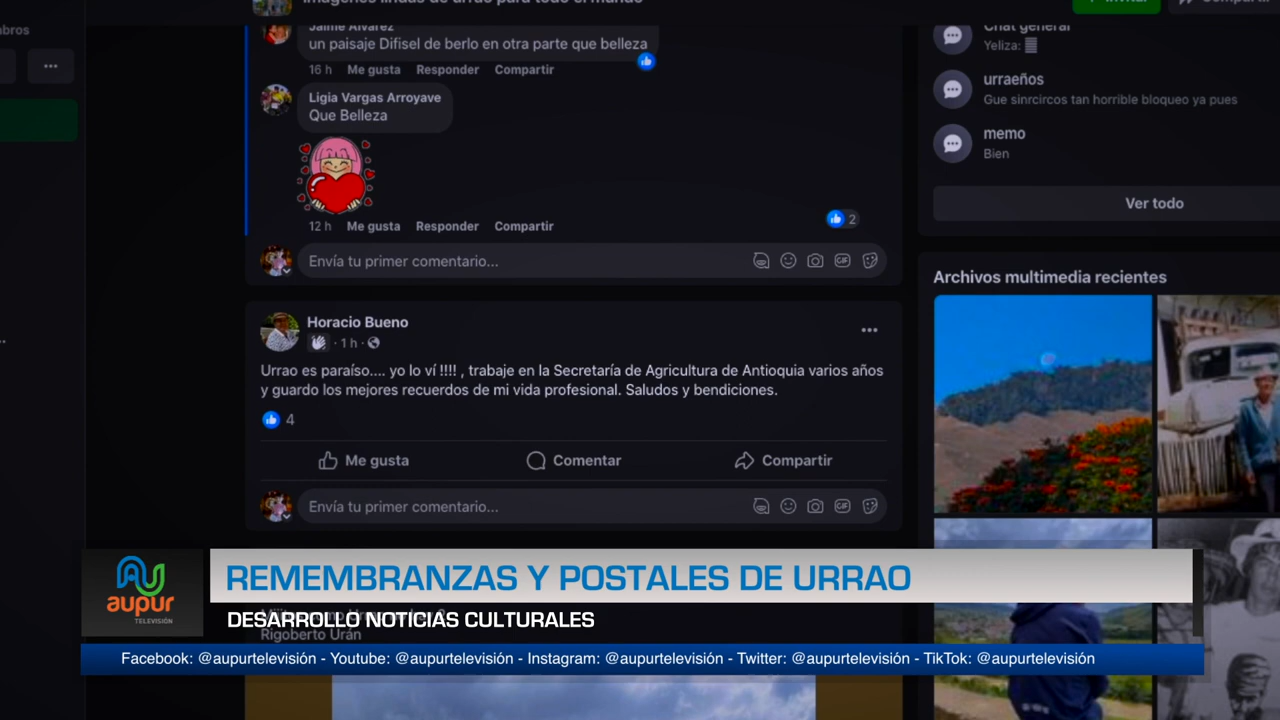 Imágenes lindas de urrao para todo el mundo
Invitar
bros
Jaime Alvarez
un paisaje Difisel de berlo en otra parte que belleza
16 h Me gusta Responder Compartir
Ligia Vargas Arroyave
Que Belleza
12 h Me gusta Responder Compartir
2
Envía tu primer comentario...
GIF
Horacio Bueno
· 1 h ·
Urrao es paraíso.... yo lo ví !!!! , trabaje en la Secretaría de Agricultura de Antioquia varios años
y guardo los mejores recuerdos de mi vida profesional. Saludos y bendiciones.
4
Me gusta Comentar Compartir
Envía tu primer comentario...
GIF
Chat general
Yeliza:
urraeños
Gue sinrcircos tan horrible bloqueo ya pues
memo
Bien
Ver todo
Archivos multimedia recientes
aupur
TELEVISIÓN
REMEMBRANZAS Y POSTALES DE URRAO
DESARROLLO NOTICIAS CULTURALES
Rigoberto Urán
Facebook: @aupurtelevisión - Youtube: @aupurtelevisión - Instagram: @aupurtelevisión - Twitter: @aupurtelevisión - TikTok: @aupurtelevisión